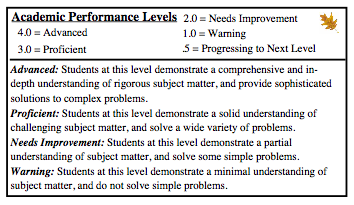 Academic Performance Levels 2.0 = Needs Improvement
4.0 = Advanced 1.0 = Warning
3.0 = Proficient .5 = Progressing to Next Level
Advanced: Students at this level demonstrate a comprehensive and in-
depth understanding of rigorous subject matter, and provide sophisticated
solutions to complex problems.
Proficient: Students at this level demonstrate a solid understanding of
challenging subject matter, and solve a wide variety of problems.
Needs Improvement: Students at this level demonstrate a partial
understanding of subject matter, and solve some simple problems.
Warning: Students at this level demonstrate a minimal understanding of
subject matter, and do not solve simple problems.